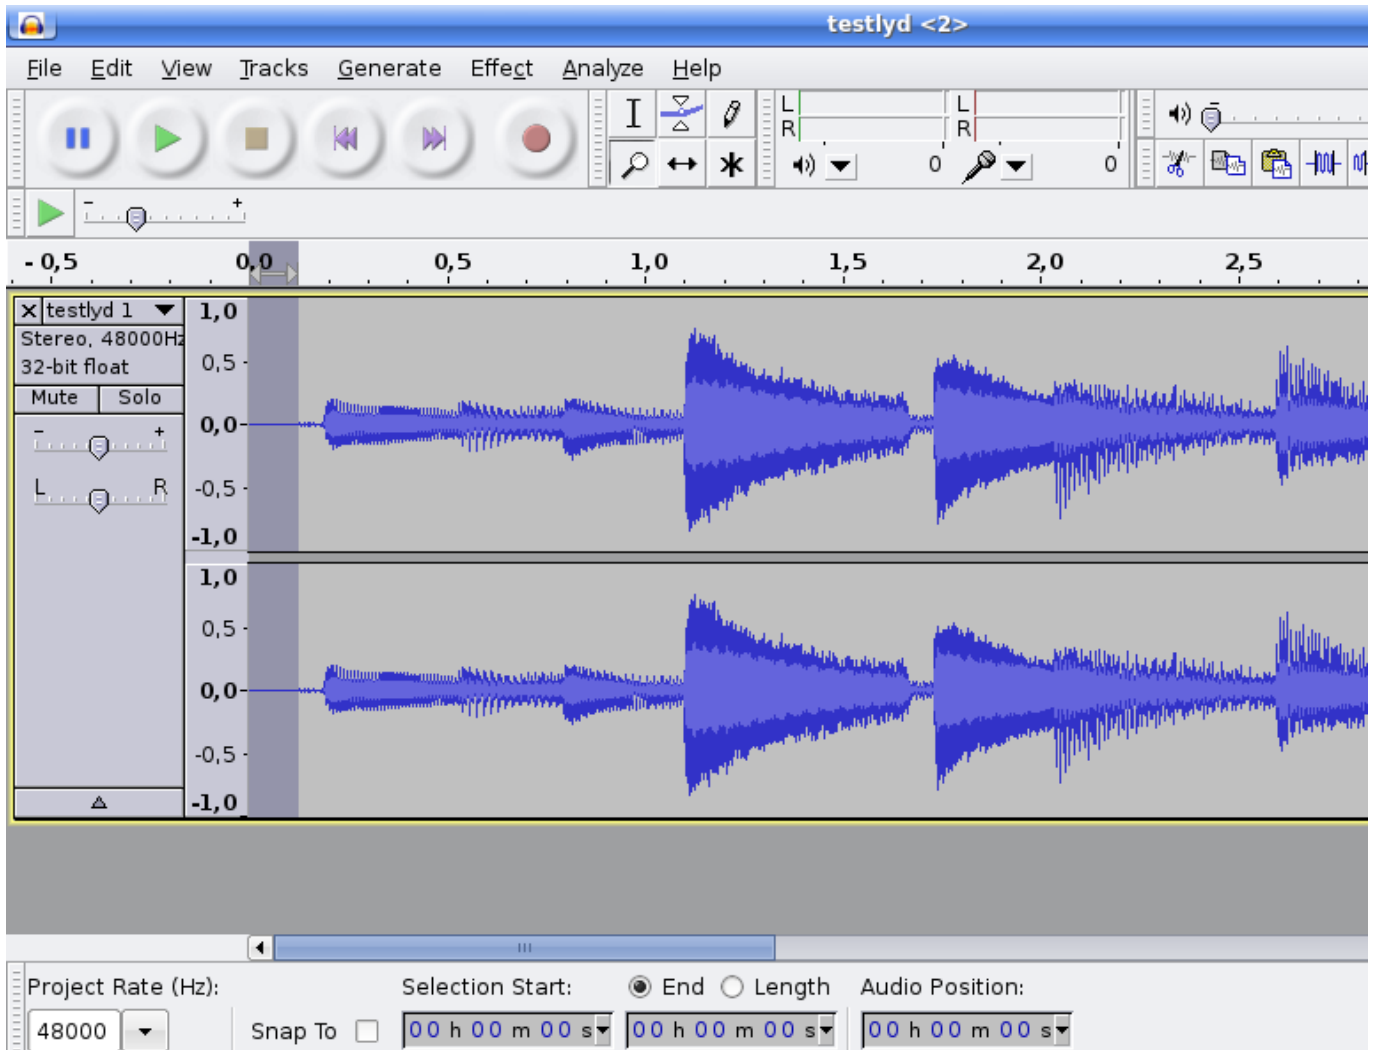 testlyd <2>
File Edit View Tracks Generate Effect Analyze Help
L L
R R
0 0
- +
- 0,5 0,0 0,5 1,0 1,5 2,0 2,5
testlyd 1
Stereo, 48000Hz
32-bit float
Mute Solo
- +
L R
1,0
0,5
0,0
-0,5
-1,0
1,0
0,5
0,0
-0,5
-1,0
Project Rate (Hz): Selection Start: End Length Audio Position:
48000 Snap To 00 h 00 m 00 s 00 h 00 m 00 s 00 h 00 m 00 s